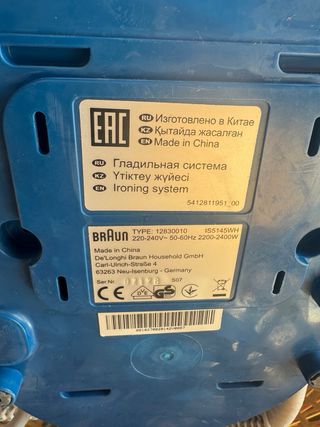 EAC
RU Изготовлено в Китае
KZ Қытайда жасалған
EN Made in China
RU Гладильная система
KZ Үтіктеу жүйесі
EN Ironing system
5412811951_00
BRAUN TYPE: 12830010 IS5145WH
220-240V~ 50-60Hz 2200-2400W
Made in China
De'Longhi Braun Household GmbH
Carl-Ulrich-Straße 4
63263 Neu-Isenburg - Germany
Ser.Nr. S07
CE